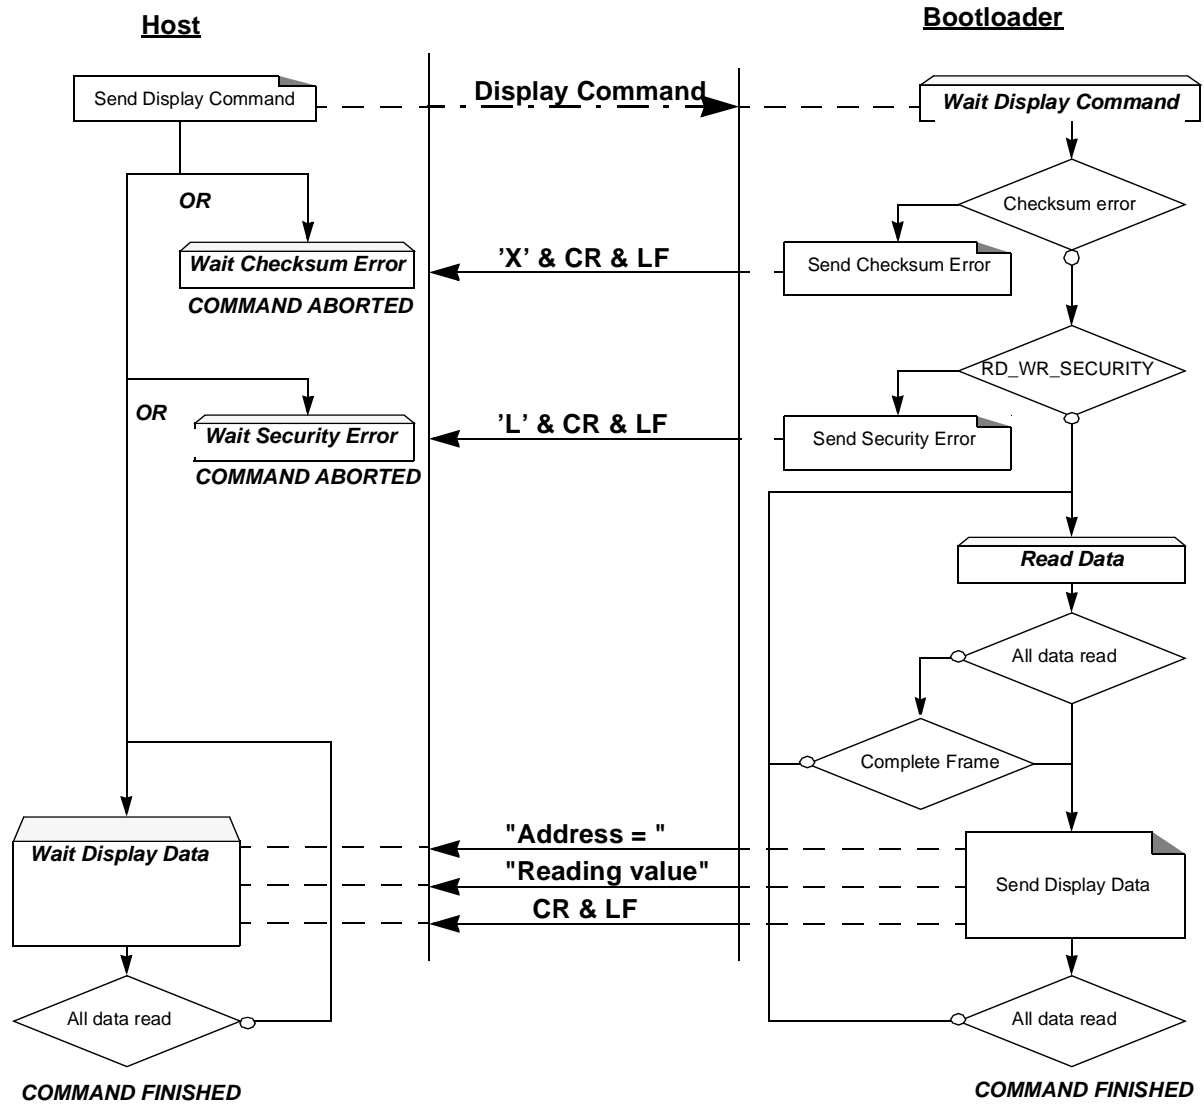 Host
Bootloader
Send Display Command
Display Command
Wait Display Command
OR
Checksum error
Wait Checksum Error
'X' & CR & LF
Send Checksum Error
COMMAND ABORTED
RD_WR_SECURITY
OR
Wait Security Error
'L' & CR & LF
Send Security Error
COMMAND ABORTED
Read Data
All data read
Complete Frame
Wait Display Data
"Address = "
"Reading value"
CR & LF
Send Display Data
All data read
All data read
COMMAND FINISHED
COMMAND FINISHED